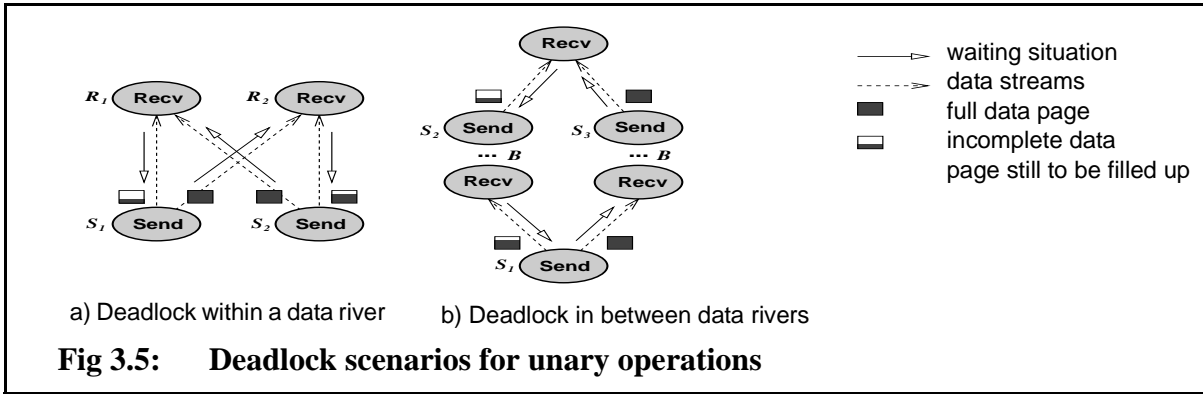 Recv
waiting situation
data streams
R1 Recv R2 Recv
full data page
S2 Send S3 Send
incomplete data
... B ... B
page still to be filled up
Recv Recv
S1 Send S2 Send
S1 Send
a) Deadlock within a data river
b) Deadlock in between data rivers
Fig 3.5: Deadlock scenarios for unary operations